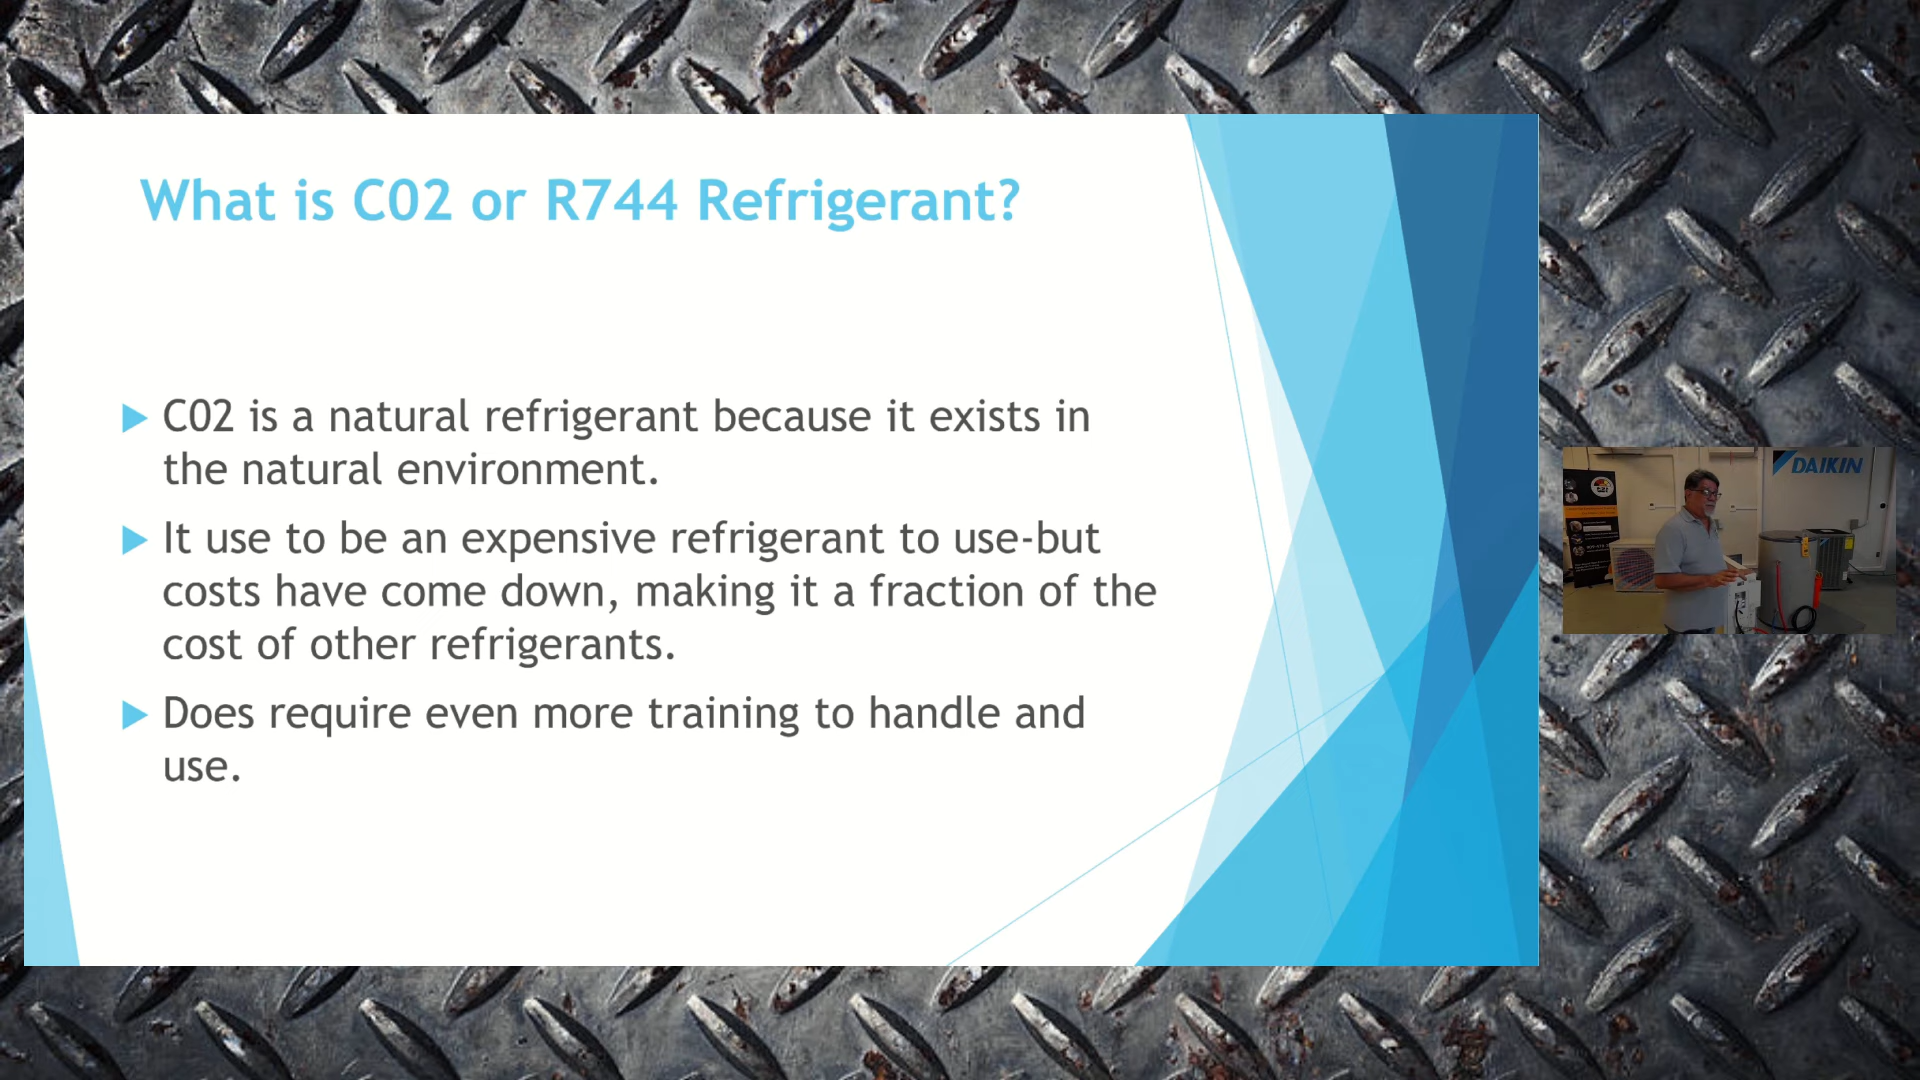 What is C02 or R744 Refrigerant?
C02 is a natural refrigerant because it exists in
the natural environment.
It use to be an expensive refrigerant to use-but
costs have come down, making it a fraction of the
cost of other refrigerants.
Does require even more training to handle and
use.
DAIKIN